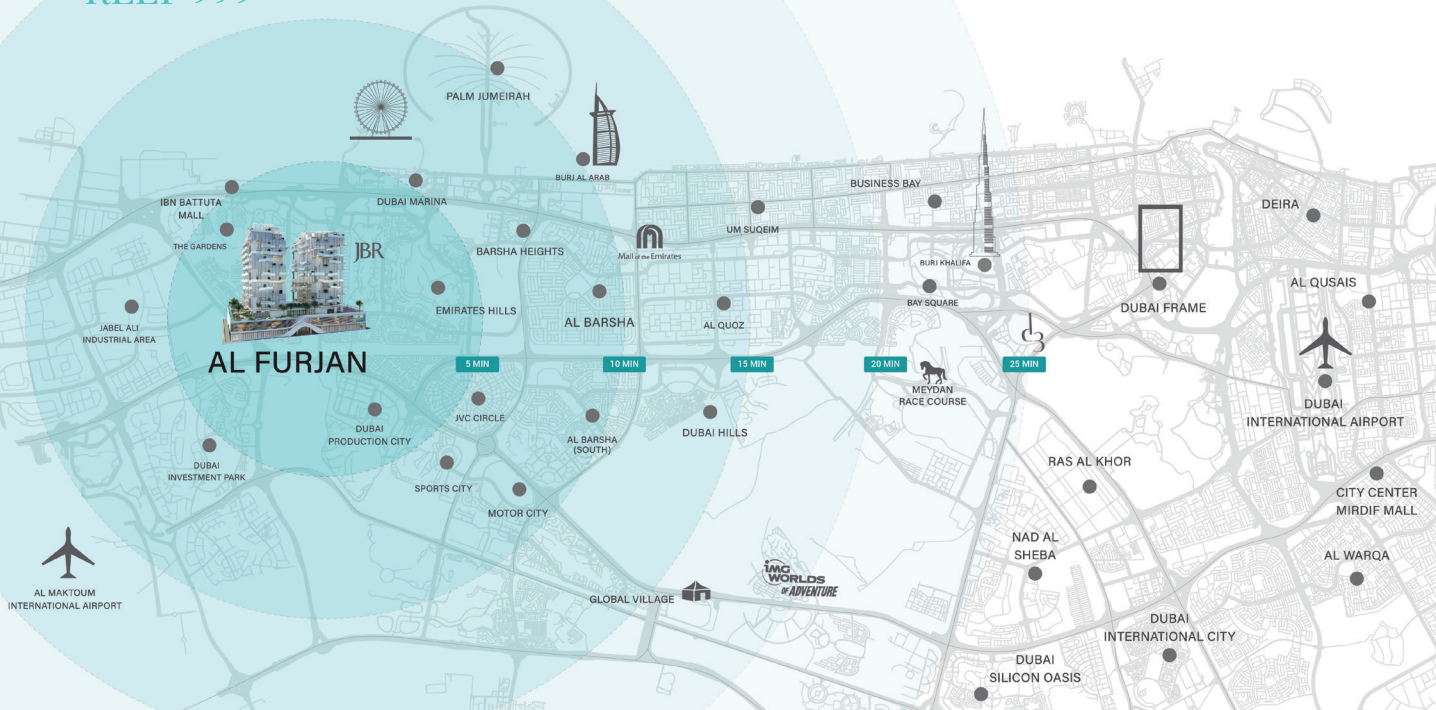 PALM JUMEIRAH
BURJ AL ARAB
IBN BATTUTA
MALL
DUBAI MARINA
BUSINESS BAY
DEIRA
THE GARDENS
JBR
BARSHA HEIGHTS
Mall of the Emirates
UM SUQEIM
BURJ KHALIFA
AL QUSAIS
JABEL ALI
INDUSTRIAL AREA
EMIRATES HILLS
AL BARSHA
AL QUOZ
BAY SQUARE
DUBAI FRAME
d3
AL FURJAN
5 MIN
10 MIN
15 MIN
20 MIN
25 MIN
MEYDAN
RACE COURSE
DUBAI
INTERNATIONAL AIRPORT
DUBAI
PRODUCTION CITY
JVC CIRCLE
AL BARSHA
(SOUTH)
DUBAI HILLS
DUBAI
INVESTMENT PARK
SPORTS CITY
MOTOR CITY
RAS AL KHOR
CITY CENTER
MIRDIF MALL
NAD AL
SHEBA
AL WARQA
AL MAKTOUM
INTERNATIONAL AIRPORT
GLOBAL VILLAGE
iMG
WORLDS
OF ADVENTURE
DUBAI
INTERNATIONAL CITY
DUBAI
SILICON OASIS